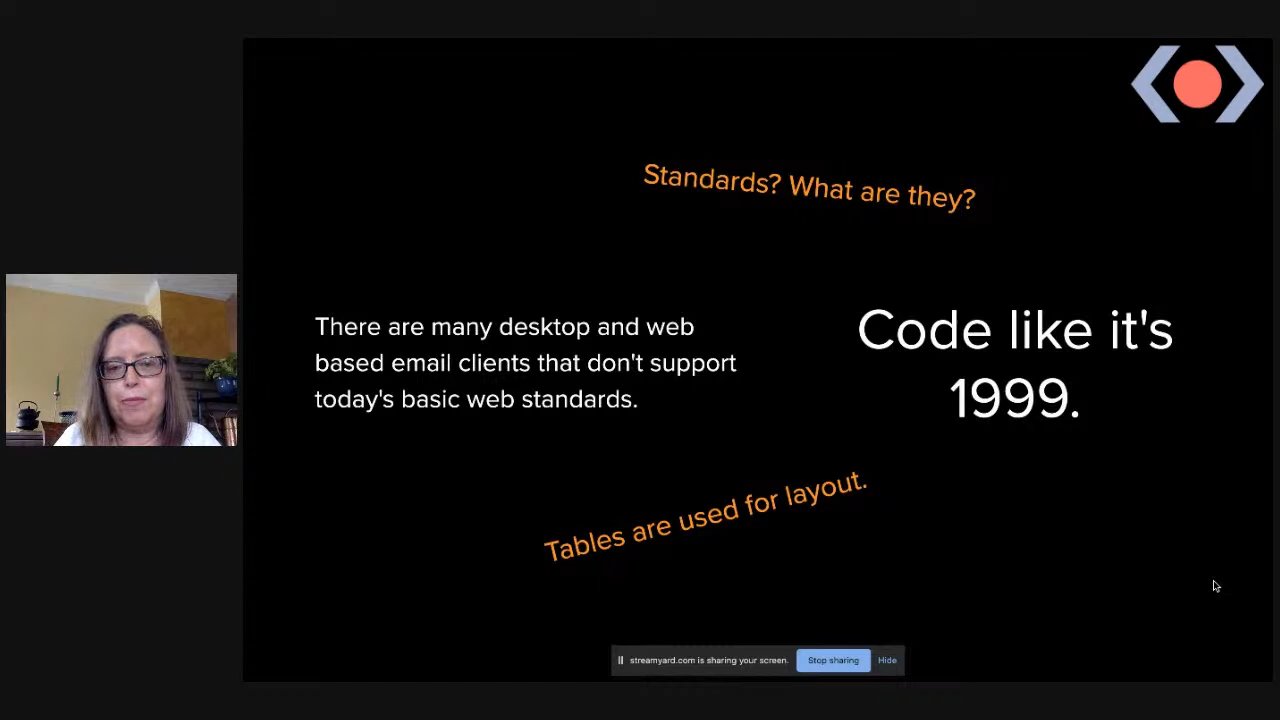 Standards? What are they?
There are many desktop and web
based email clients that don't support
today's basic web standards.
Code like it's
1999.
Tables are used for layout.
streamyard.com is sharing your screen.
Stop sharing
Hide